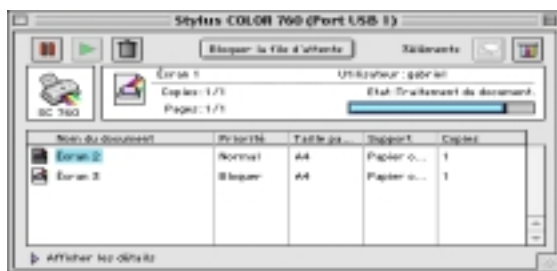 Stylus COLOR 760 (Port USB 1)
Bloquer la file d'attente
SC 760
Écran 1
Utilisateur : gabriel
Copies : 1/1
État : Traitement du document.
Pages : 1/1
Nom du document Priorité Taille pa... Support Copies
Écran 2 Normal A4 Papier o... 1
Écran 3 Bloquer A4 Papier o... 1
Afficher les détails